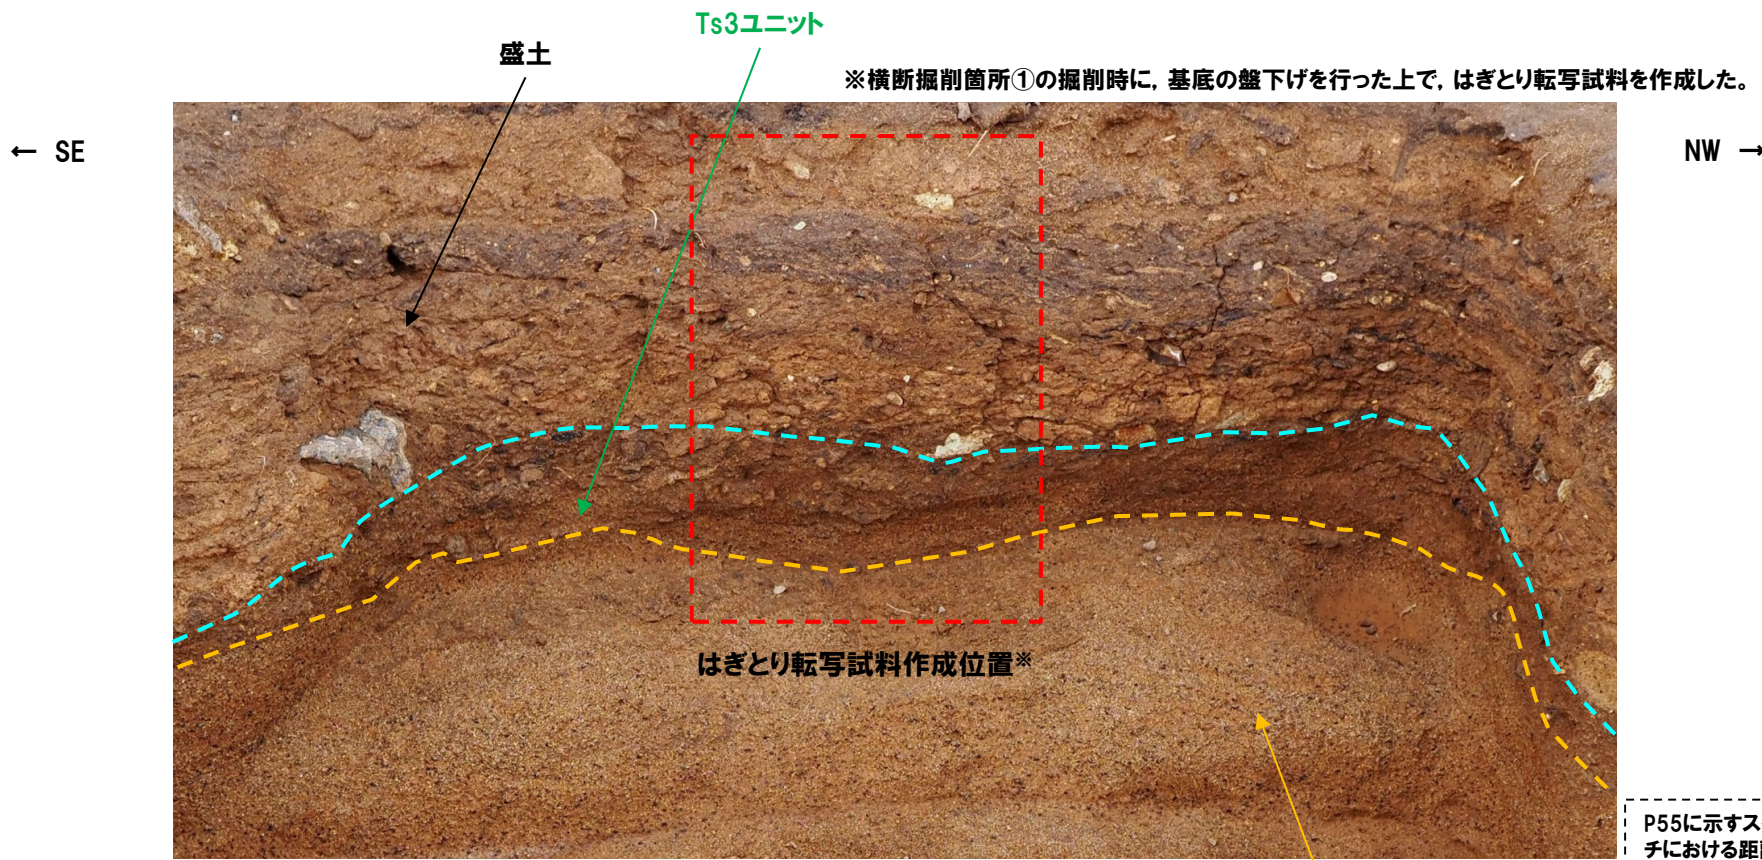 Ts3ユニット
盛土
※横断掘削箇所①の掘削時に, 基底の盤下げを行った上で, はぎとり転写試料を作成した。
← SE
NW →
はぎとり転写試料作成位置※
P55に示すス
チにおける距